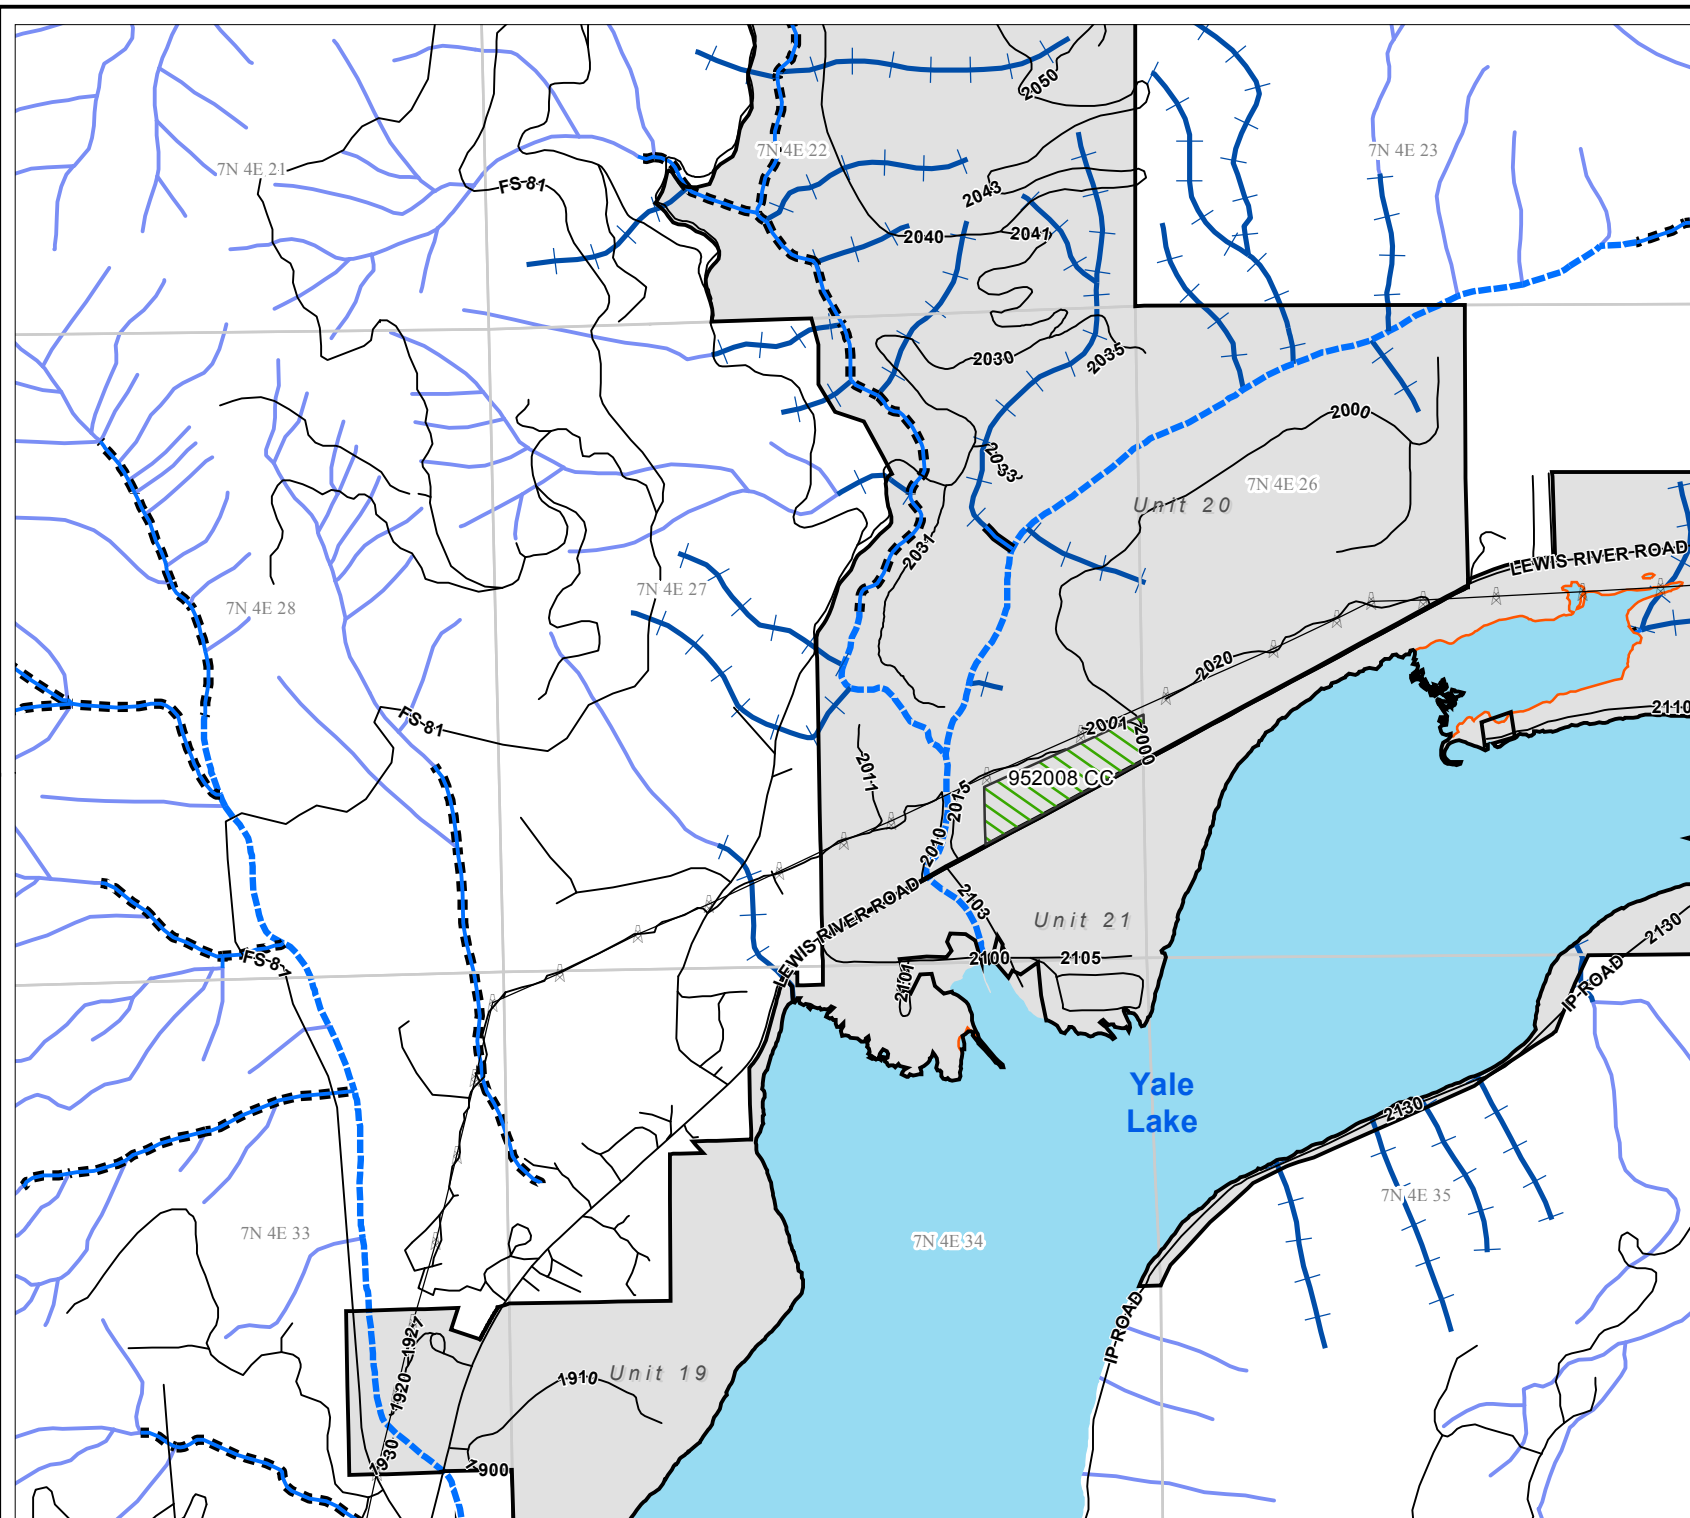 2050
7N 4E 22
7N 4E 23
7N 4E 21
FS-81
2043
2040
2041
2030
2035
2000
2033
7N 4E 26
Unit 20
2031
LEWIS RIVER ROAD
7N 4E 27
7N 4E 28
2020
FS-81
2110
2001
2000
952008 CC
2011
2015
2010
LEWIS RIVER ROAD
2103
Unit 21
2130
FS-87
2100
2105
2101
IP-ROAD
Yale
Lake
2130
7N 4E 35
7N 4E 33
7N 4E 34
IP-ROAD
1927
Unit 19
1910
1920
1930
1900